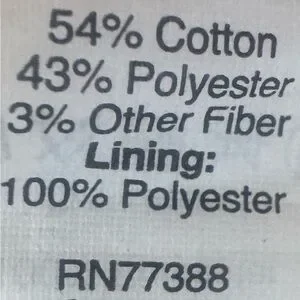 54% Cotton
43% Polyester
3% Other Fiber
Lining:
100% Polyester
RN77388